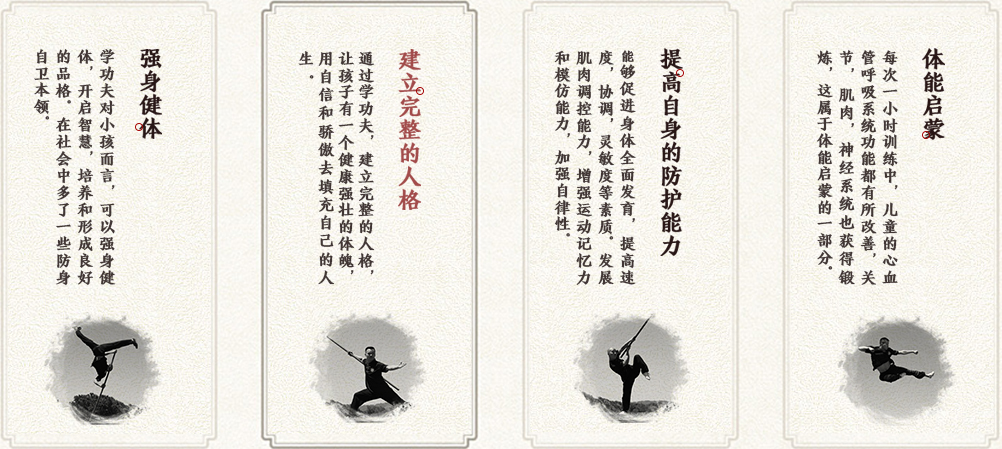 强身健体
学功夫对小孩而言，可以强身健
体，开启智慧，培养和形成良好
的品格。在社会中多了一些防身
自卫本领。
建立完整的人格
通过学功夫，建立完整的人格，
让孩子有一个健康强壮的体魄，
用自信和骄傲去填充自己的人
生。
提高自身的防护能力
能够促进身体全面发育，提高速
度，协调，灵敏度等素质。发展
肌肉调控能力，增强运动记忆力
和模仿能力，加强自律性。
体能启蒙
每次一小时训练中，儿童的心血
管呼吸系统功能都有所改善，关
节，肌肉，神经系统也获得锻
炼，这属于体能启蒙的一部分。